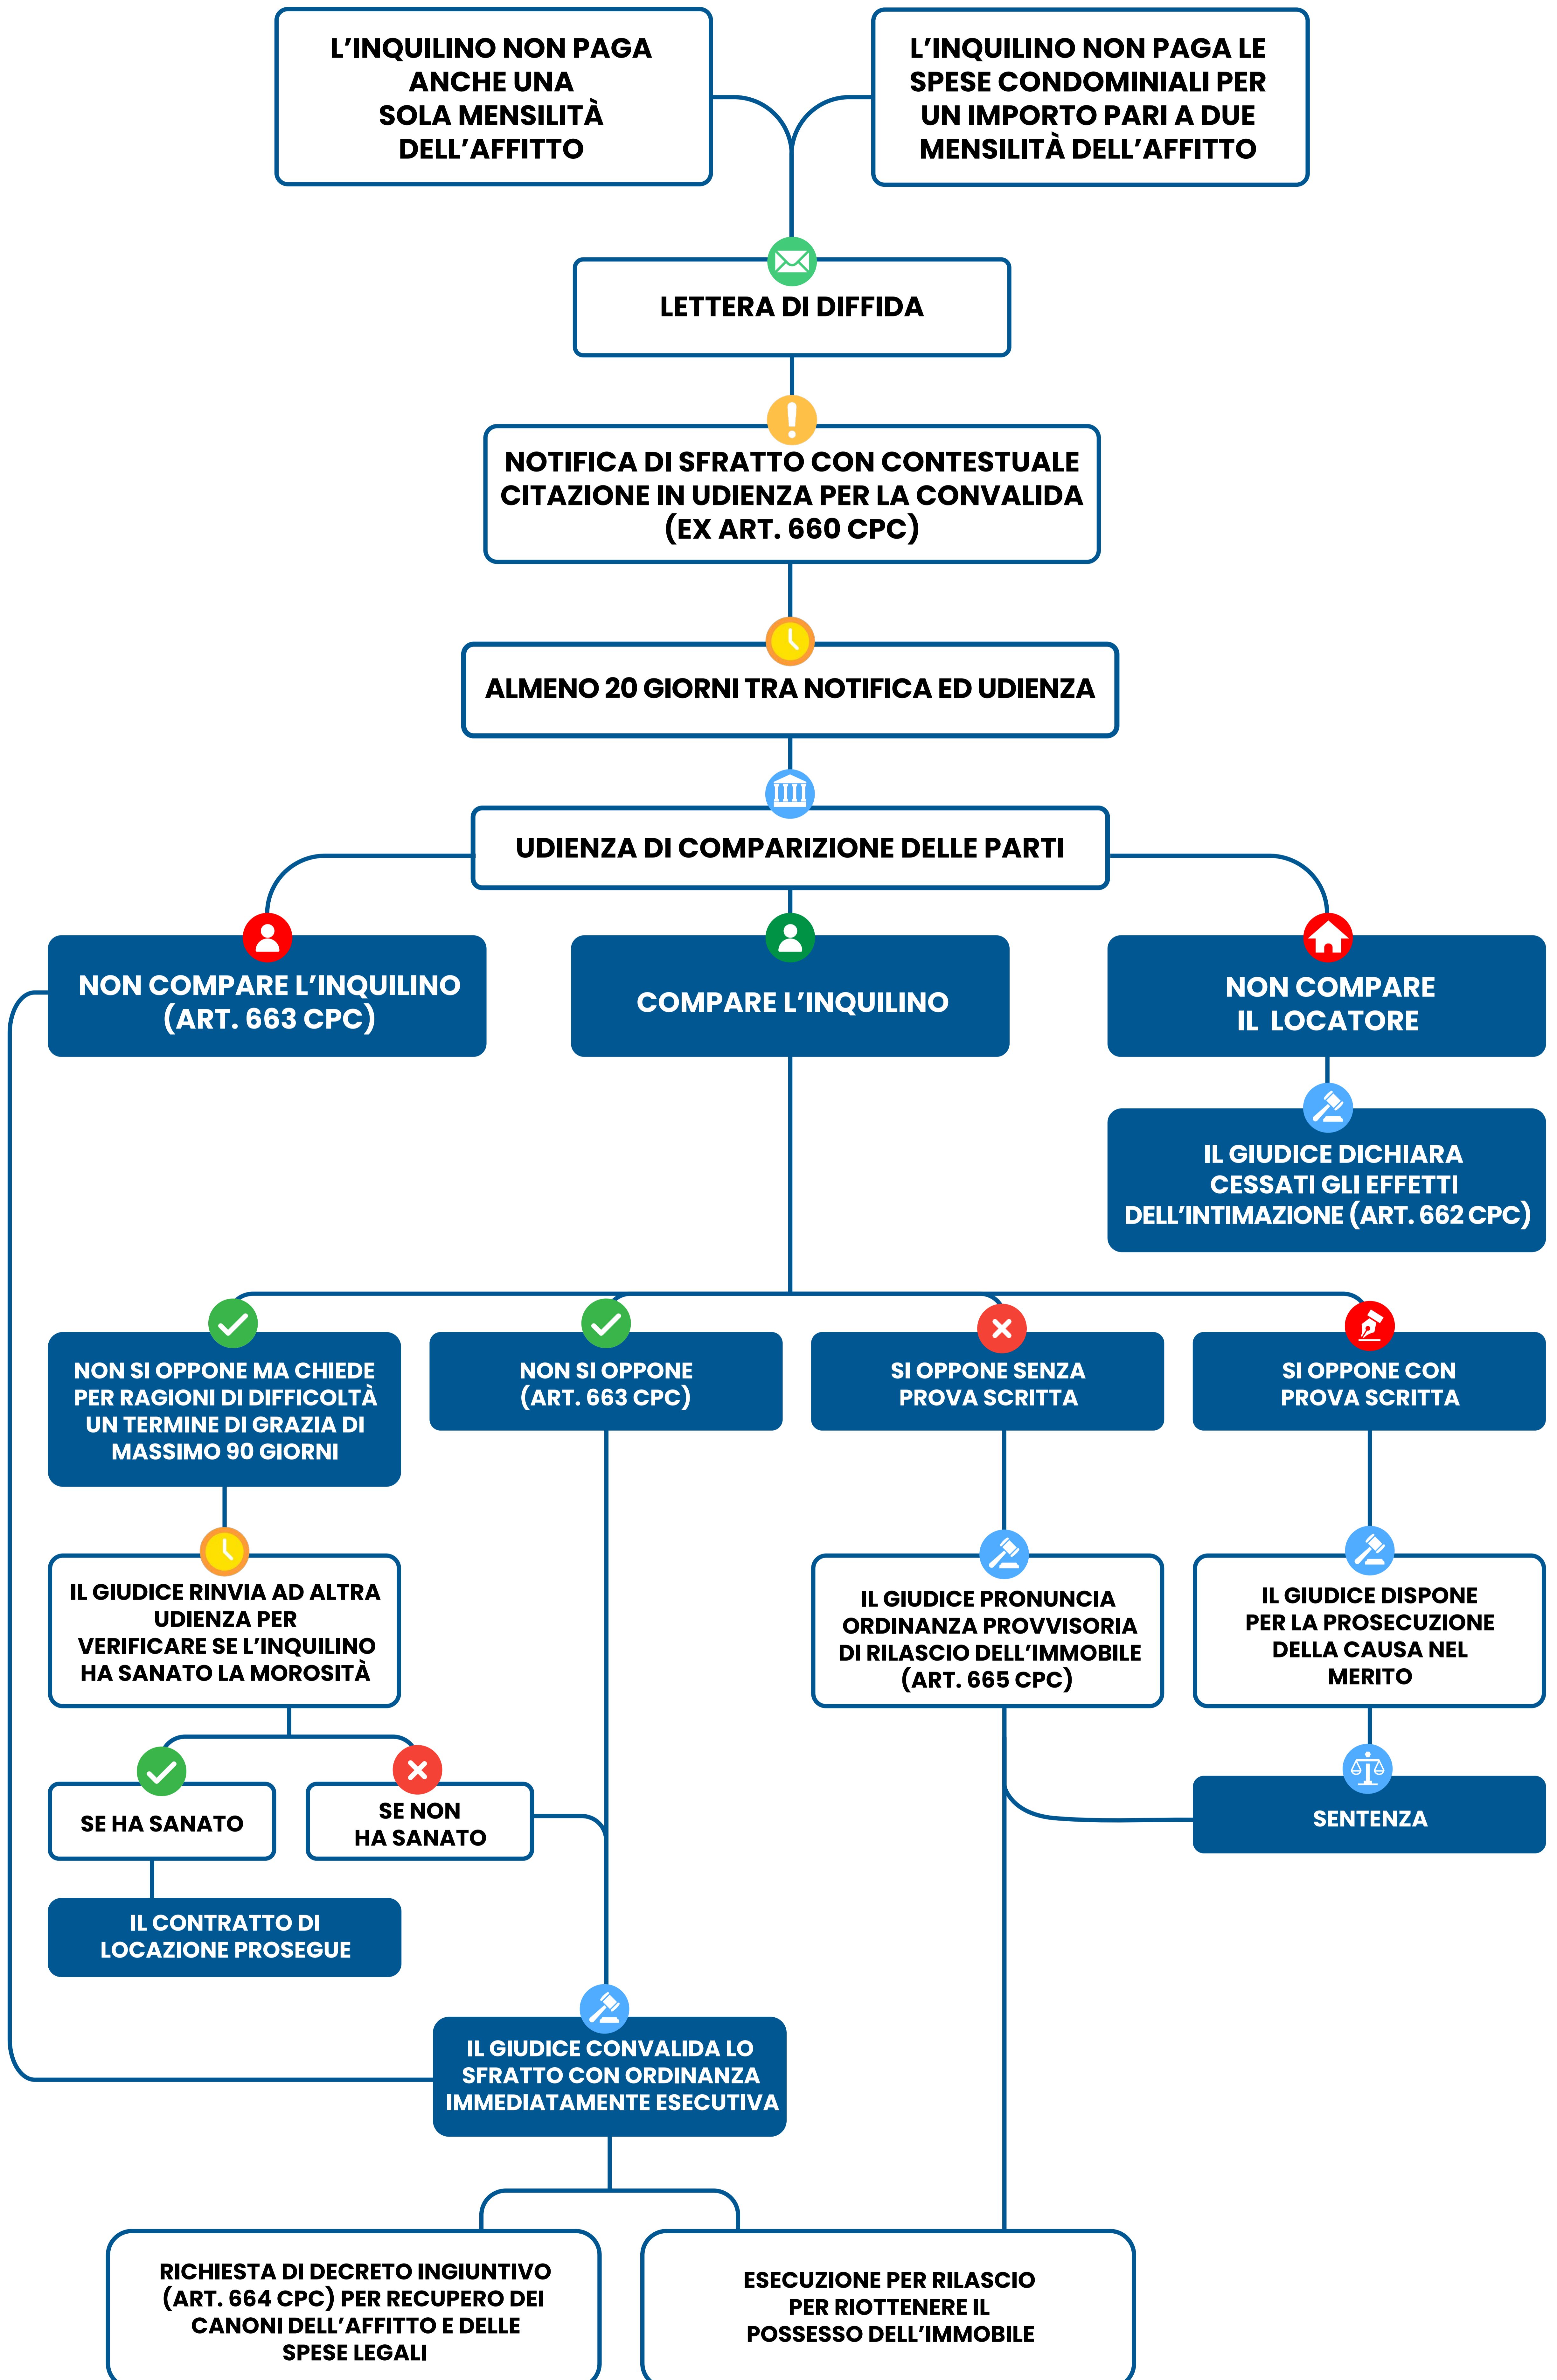 L’INQUILINO NON PAGA
ANCHE UNA
SOLA MENSILITÀ
DELL’AFFITTO
L’INQUILINO NON PAGA LE
SPESE CONDOMINIALI PER
UN IMPORTO PARI A DUE
MENSILITÀ DELL’AFFITTO
LETTERA DI DIFFIDA
NOTIFICA DI SFRATTO CON CONTESTUALE
CITAZIONE IN UDIENZA PER LA CONVALIDA
(EX ART. 660 CPC)
ALMENO 20 GIORNI TRA NOTIFICA ED UDIENZA
UDIENZA DI COMPARIZIONE DELLE PARTI
NON COMPARE L’INQUILINO
(ART. 663 CPC)
COMPARE L’INQUILINO
NON COMPARE
IL LOCATORE
IL GIUDICE DICHIARA
CESSATI GLI EFFETTI
DELL’INTIMAZIONE (ART. 662 CPC)
NON SI OPPONE MA CHIEDE
PER RAGIONI DI DIFFICOLTÀ
UN TERMINE DI GRAZIA DI
MASSIMO 90 GIORNI
NON SI OPPONE
(ART. 663 CPC)
SI OPPONE SENZA
PROVA SCRITTA
SI OPPONE CON
PROVA SCRITTA
IL GIUDICE RINVIA AD ALTRA
UDIENZA PER
VERIFICARE SE L’INQUILINO
HA SANATO LA MOROSITÀ
IL GIUDICE PRONUNCIA
ORDINANZA PROVVISORIA
DI RILASCIO DELL’IMMOBILE
(ART. 665 CPC)
IL GIUDICE DISPONE
PER LA PROSECUZIONE
DELLA CAUSA NEL
MERITO
SE HA SANATO
SE NON
HA SANATO
SENTENZA
IL CONTRATTO DI
LOCAZIONE PROSEGUE
IL GIUDICE CONVALIDA LO
SFRATTO CON ORDINANZA
IMMEDIATAMENTE ESECUTIVA
RICHIESTA DI DECRETO INGIUNTIVO
(ART. 664 CPC) PER RECUPERO DEI
CANONI DELL’AFFITTO E DELLE
SPESE LEGALI
ESECUZIONE PER RILASCIO
PER RIOTTENERE IL
POSSESSO DELL’IMMOBILE